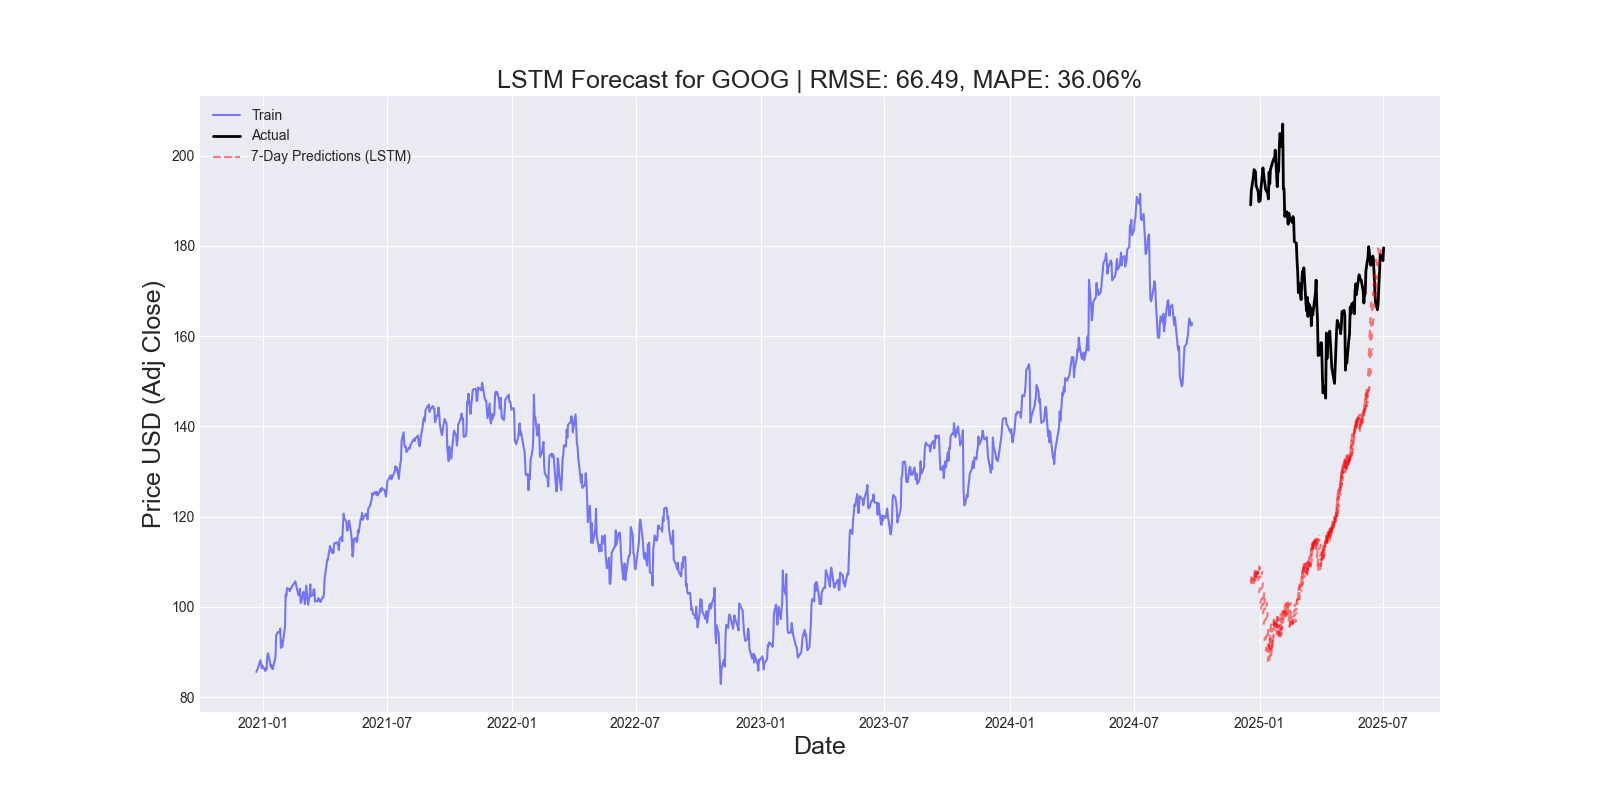 LSTM Forecast for GOOG | RMSE: 66.49, MAPE: 36.06%
Train
Actual
7-Day Predictions (LSTM)
Price USD (Adj Close)
200
180
160
140
120
100
80
2021-01 2021-07 2022-01 2022-07 2023-01 2023-07 2024-01 2024-07 2025-01 2025-07
Date